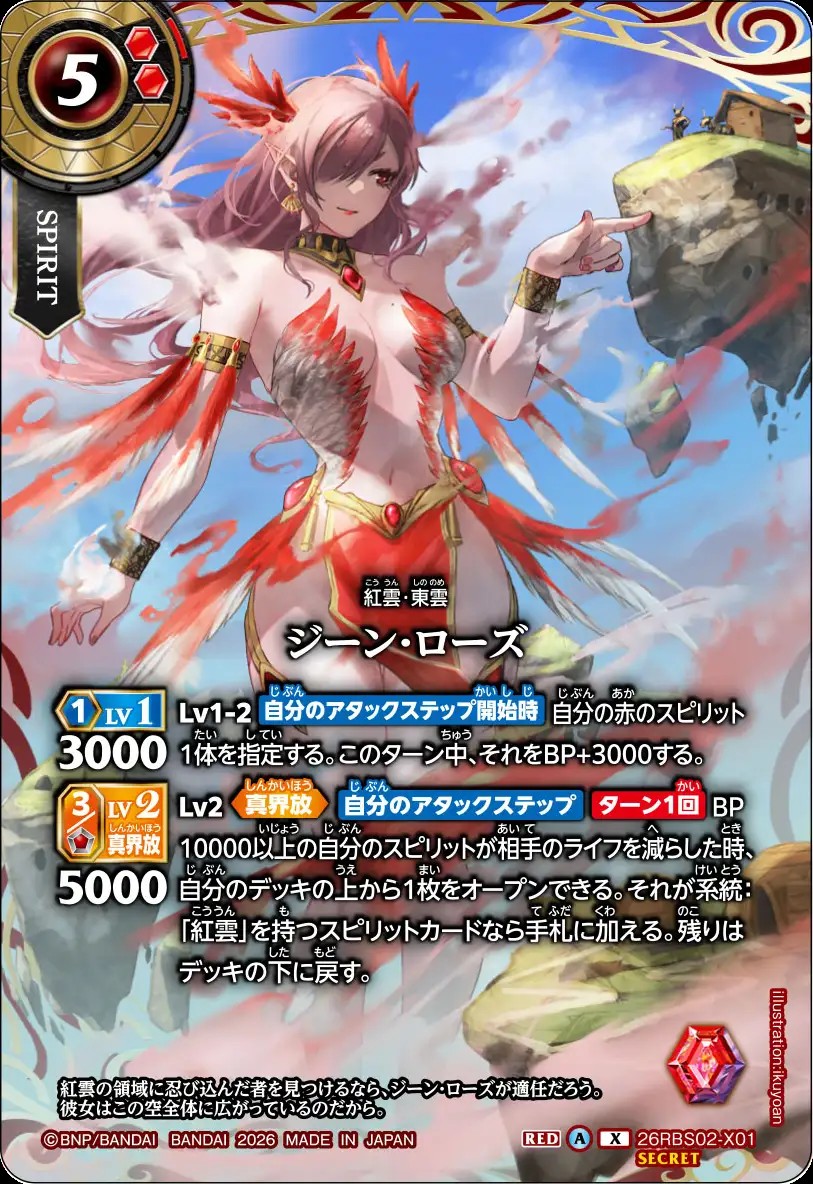 5
SPIRIT
紅雲・東雲
ジーン・ローズ
1 LV1
3000
Lv1-2 自分のアタックステップ開始時 自分の赤のスピリット
1体を指定する。このターン中、それをBP+3000する。
3 LV2
真界放
5000
Lv2 真界放 自分のアタックステップ ターン1回 BP
10000以上の自分のスピリットが相手のライフを減らした時、
自分のデッキの上から1枚をオープンできる。それが系統:
「紅雲」を持つスピリットカードなら手札に加える。残りは
デッキの下に戻す。
illustration:ikuyoan
紅雲の領域に忍び込んだ者を見つけるなら、ジーン・ローズが適任だろう。
彼女はこの空全体に広がっているのだから。
©BNP/BANDAI BANDAI 2026 MADE IN JAPAN
RED A X 26RBS02-X01
SECRET